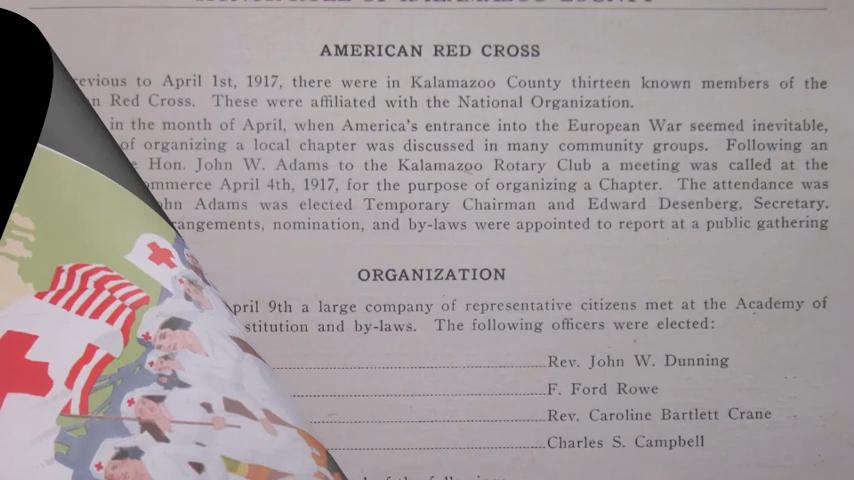 AMERICAN RED CROSS
revious to April 1st, 1917, there were in Kalamazoo County thirteen known members of the
n Red Cross. These were affiliated with the National Organization.
in the month of April, when America's entrance into the European War seemed inevitable,
of organizing a local chapter was discussed in many community groups. Following an
Hon. John W. Adams to the Kalamazoo Rotary Club a meeting was called at the
ommerce April 4th, 1917, for the purpose of organizing a Chapter. The attendance was
hn Adams was elected Temporary Chairman and Edward Desenberg, Secretary.
rangements, nomination, and by-laws were appointed to report at a public gathering
ORGANIZATION
pril 9th a large company of representative citizens met at the Academy of
stitution and by-laws. The following officers were elected:
Rev. John W. Dunning
F. Ford Rowe
Rev. Caroline Bartlett Crane
Charles S. Campbell